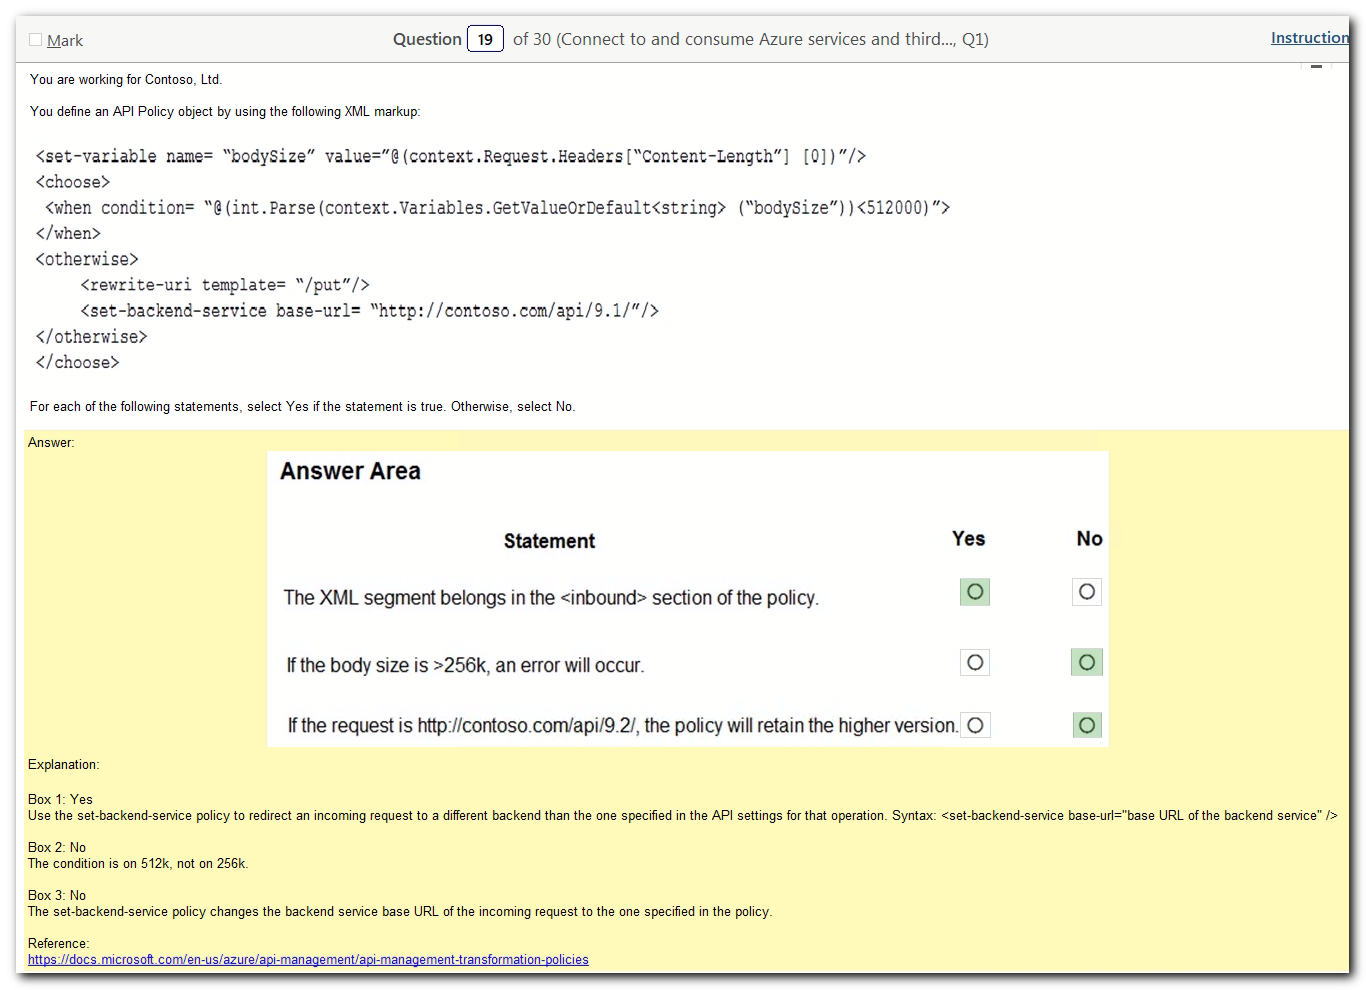 Mark
Question 19 of 30 (Connect to and consume Azure services and third..., Q1)
Instruction
You are working for Contoso, Ltd.
You define an API Policy object by using the following XML markup:
<set-variable name= “bodySize” value=”@(context.Request.Headers[“Content-Length”] [0])”/>
<choose>
<when condition= “@(int.Parse(context.Variables.GetValueOrDefault<string> (“bodySize”))<512000)”>
</when>
<otherwise>
<rewrite-uri template= “/put”/>
<set-backend-service base-url= “http://contoso.com/api/9.1/”/>
</otherwise>
</choose>
For each of the following statements, select Yes if the statement is true. Otherwise, select No.
Answer:
Answer Area
Statement Yes No
The XML segment belongs in the <inbound> section of the policy.
If the body size is >256k, an error will occur.
If the request is http://contoso.com/api/9.2/, the policy will retain the higher version.
Explanation:
Box 1: Yes
Use the set-backend-service policy to redirect an incoming request to a different backend than the one specified in the API settings for that operation. Syntax: <set-backend-service base-url="base URL of the backend service" />
Box 2: No
The condition is on 512k, not on 256k.
Box 3: No
The set-backend-service policy changes the backend service base URL of the incoming request to the one specified in the policy.
Reference:
https://docs.microsoft.com/en-us/azure/api-management/api-management-transformation-policies